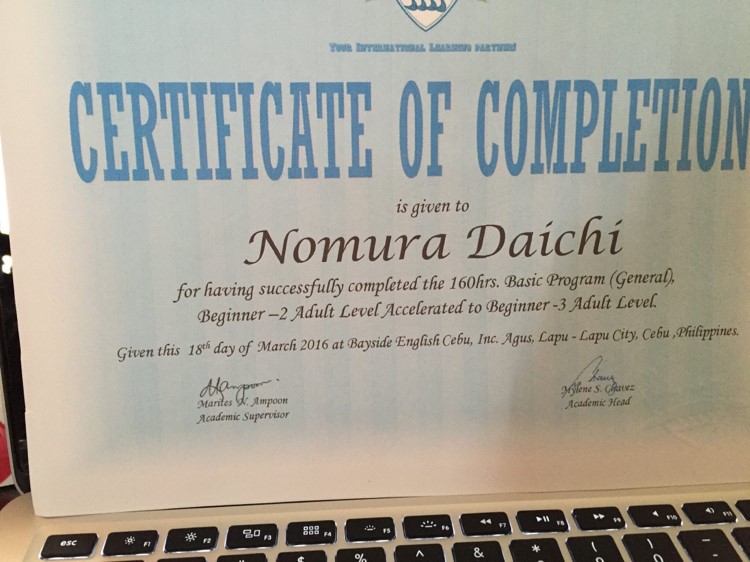 YOUR INTERNATIONAL LEARNING PARTNERS
CERTIFICATE OF COMPLETION
is given to
Nomura Daichi
for having successfully completed the 160hrs. Basic Program (General),
Beginner –2 Adult Level Accelerated to Beginner -3 Adult Level.
Given this 18th day of March 2016 at Bayside English Cebu, Inc. Agus, Lapu - Lapu City, Cebu ,Philippines.
Marites N. Ampoon
Academic Supervisor
Mylene S. Chavez
Academic Head
esc F1 F2 F3 F4 F5 F6 F7 F8 F9 F10 F11
$ % ^ & * ( )